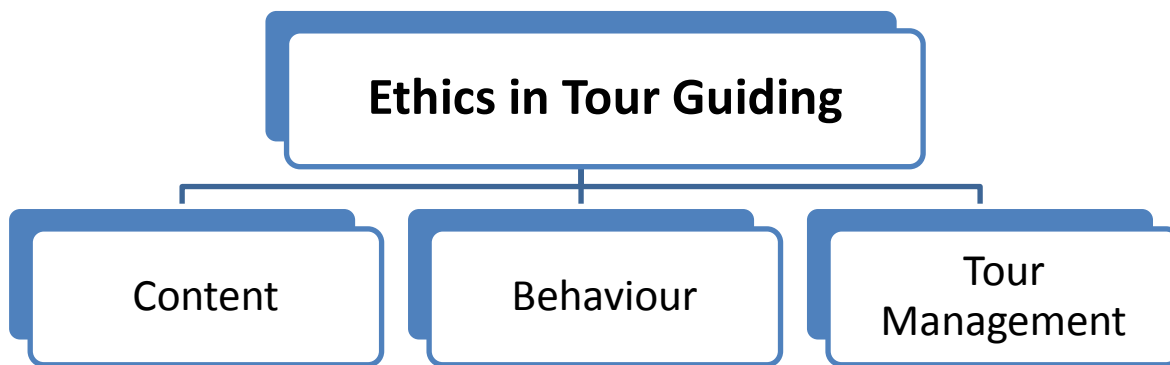 Ethics in Tour Guiding
Content
Behaviour
Tour
Management